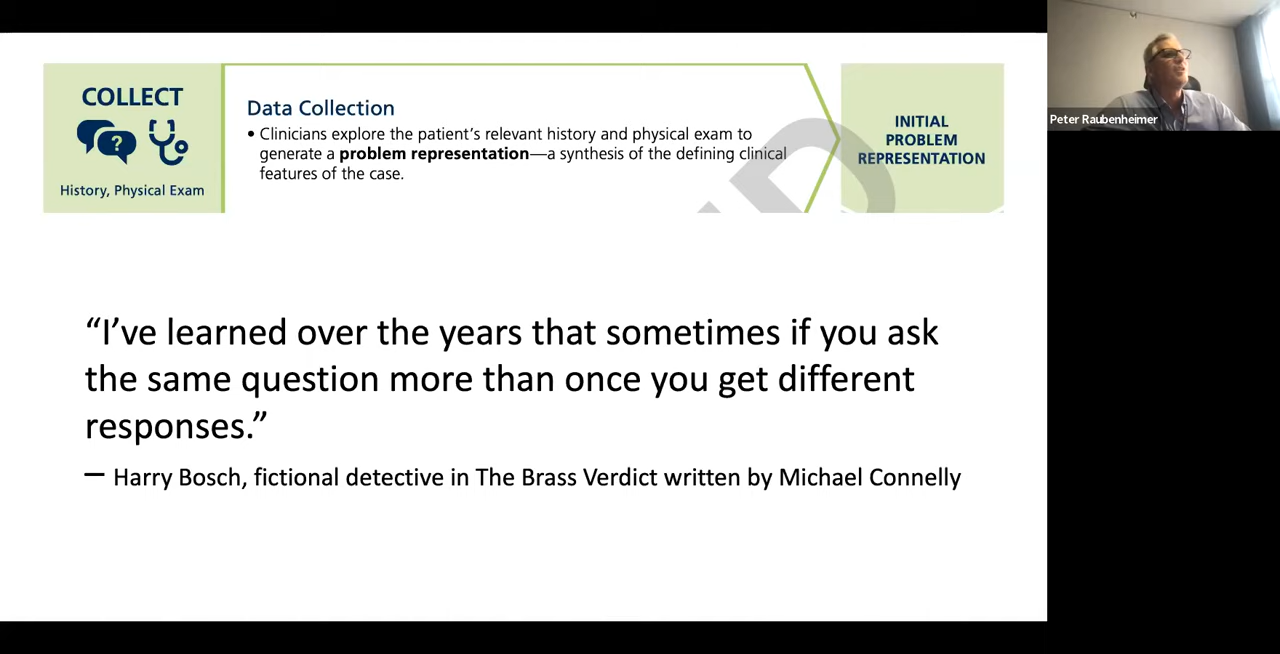 COLLECT
?
History, Physical Exam
Data Collection
• Clinicians explore the patient’s relevant history and physical exam to
generate a problem representation—a synthesis of the defining clinical
features of the case.
INITIAL
PROBLEM
REPRESENTATION
Peter Raubenheimer
“I’ve learned over the years that sometimes if you ask
the same question more than once you get different
responses.”
— Harry Bosch, fictional detective in The Brass Verdict written by Michael Connelly